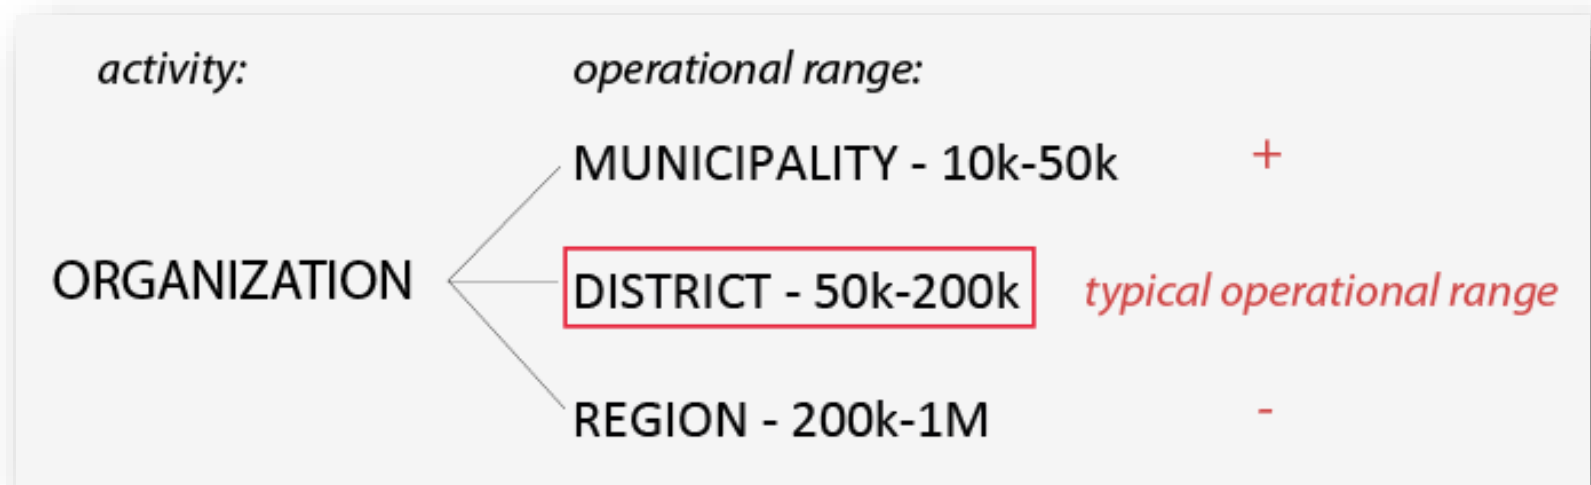 activity: operational range:
MUNICIPALITY - 10k-50k +
ORGANIZATION DISTRICT - 50k-200k typical operational range
REGION - 200k-1M -